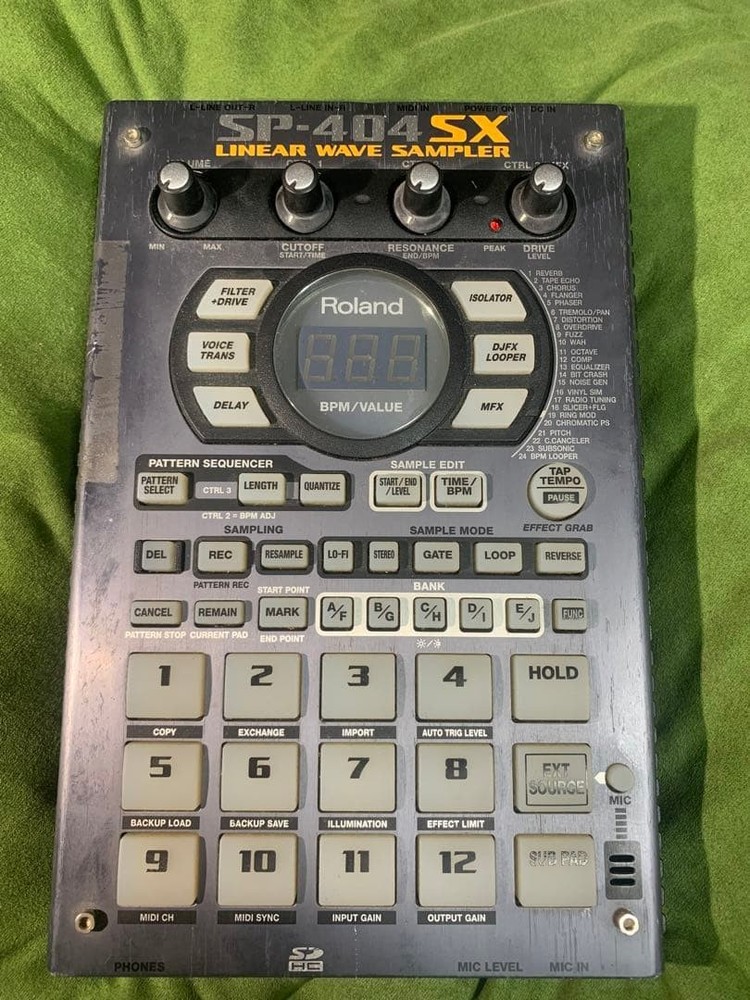 L-LINE OUT-R L-LINE IN-R MIDI IN POWER ON DC IN
SP-404SX
LINEAR WAVE SAMPLER
MIN MAX CUTOFF RESONANCE PEAK DRIVE
START/TIME END/BPM LEVEL
FILTER
+DRIVE
VOICE
TRANS
DELAY
Roland
BPM/VALUE
ISOLATOR
DJFX
LOOPER
MFX
1 REVERB
2 TAPE ECHO
3 CHORUS
4 FLANGER
5 PHASER
6 TREMOLO/PAN
7 DISTORTION
8 OVERDRIVE
9 FUZZ
10 WAH
11 OCTAVE
12 COMP
13 EQUALIZER
14 BIT CRASH
15 NOISE GEN
16 VINYL SIM
17 RADIO TUNING
18 SLICER+FLG
19 RING MOD
20 CHROMATIC PS
21 PITCH
22 C.CANCELER
23 SUBSONIC
24 BPM LOOPER
PATTERN SEQUENCER
PATTERN
SELECT
CTRL 3
LENGTH
QUANTIZE
CTRL 2 = BPM ADJ
SAMPLE EDIT
START/END
/LEVEL
TIME/
BPM
TAP
TEMPO
PAUSE
EFFECT GRAB
SAMPLING SAMPLE MODE
DEL REC RESAMPLE LO-FI STEREO GATE LOOP REVERSE
PATTERN REC START POINT BANK
CANCEL REMAIN MARK A/F B/G C/H D/I E/J FUNC
PATTERN STOP CURRENT PAD END POINT
1 2 3 4 HOLD
COPY EXCHANGE IMPORT AUTO TRIG LEVEL
5 6 7 8 EXT
SOURCE
MIC
BACKUP LOAD BACKUP SAVE ILLUMINATION EFFECT LIMIT
9 10 11 12 SUB PAD
MIDI CH MIDI SYNC INPUT GAIN OUTPUT GAIN
PHONES SD HC MIC LEVEL MIC IN